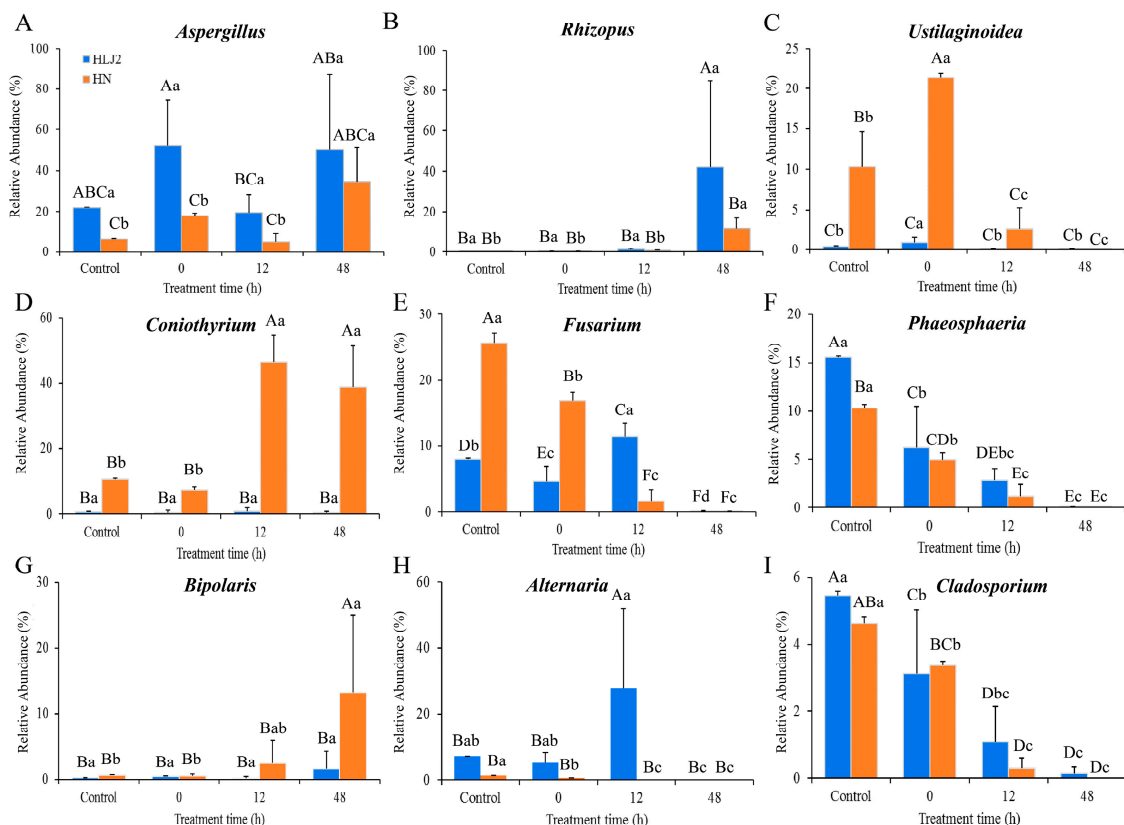 A
Aspergillus
Relative Abundance (%)
100
80
60
40
20
0
HLJ2
HN
ABCa
Cb
Aa
Cb
BCa
Cb
ABa
ABCa
Control
0
12
48
Treatment time (h)
B
Rhizopus
Relative Abundance (%)
100
80
60
40
20
0
Ba
Bb
Ba
Bb
Ba
Bb
Aa
Ba
Control
0
12
48
Treatment time (h)
C
Ustilaginoidea
Relative Abundance (%)
25
20
15
10
5
0
Cb
Bb
Ca
Aa
Cb
Cc
Cb
Cc
Control
0
12
48
Treatment time (h)
D
Coniothyrium
Relative Abundance (%)
60
40
20
0
Ba
Bb
Ba
Bb
Ba
Aa
Ba
Aa
Control
0
12
48
Treatment time (h)
E
Fusarium
Relative Abundance (%)
30
20
10
0
Db
Aa
Ec
Bb
Ca
Fc
Fd
Fc
Control
0
12
48
Treatment time (h)
F
Phaeosphaeria
Relative Abundance (%)
20
15
10
5
0
Aa
Ba
Cb
CDb
DEbc
Ec
Ec
Ec
Control
0
12
48
Treatment time (h)
G
Bipolaris
Relative Abundance (%)
30
20
10
0
Ba
Bb
Ba
Bb
Ba
Bab
Ba
Aa
Control
0
12
48
Treatment time (h)
H
Alternaria
Relative Abundance (%)
60
40
20
0
Bab
Ba
Bab
Bb
Aa
Bc
Bc
Bc
Control
0
12
48
Treatment time (h)
I
Cladosporium
Relative Abundance (%)
6
4
2
0
Aa
ABa
Cb
BCb
Dbc
Dc
Dc
Dc
Control
0
12
48
Treatment time (h)